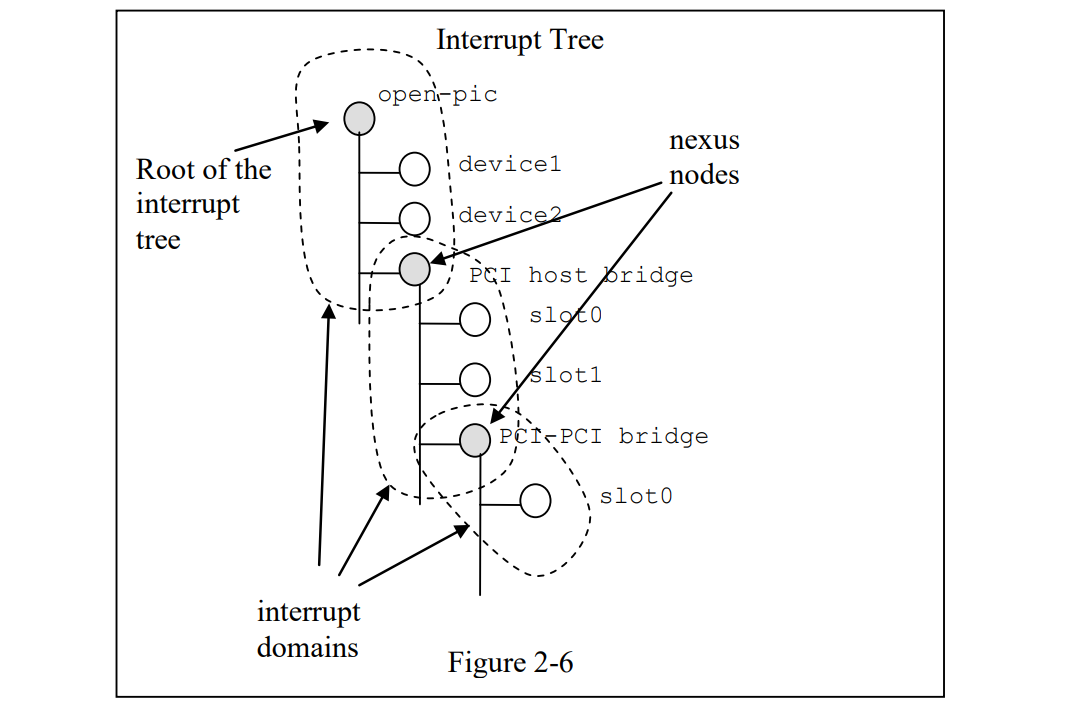 Interrupt Tree
open-pic
nexus
nodes
Root of the
interrupt
tree
device1
device2
PCI host bridge
slot0
slot1
PCI-PCI bridge
slot0
interrupt
domains
Figure 2-6